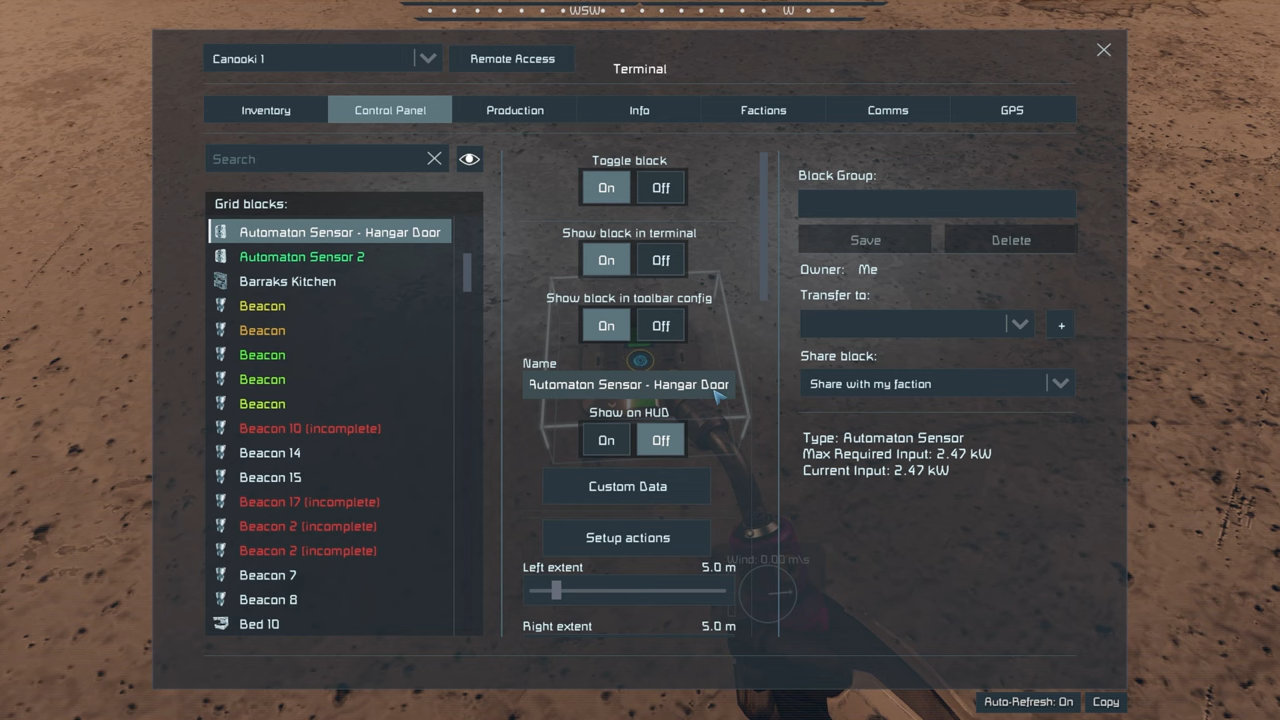 WSW
W
Canooki 1
Remote Access
Terminal
Inventory
Control Panel
Production
Info
Factions
Comms
GPS
Search
Grid blocks:
Automaton Sensor - Hangar Door
Automaton Sensor 2
Barraks Kitchen
Beacon
Beacon
Beacon
Beacon
Beacon
Beacon 10 (incomplete)
Beacon 14
Beacon 15
Beacon 17 (incomplete)
Beacon 2 (incomplete)
Beacon 2 (incomplete)
Beacon 7
Beacon 8
Bed 10
Toggle block
On Off
Show block in terminal
On Off
Show block in toolbar config
On Off
Name
Automaton Sensor - Hangar Door
Show on HUD
On Off
Custom Data
Setup actions
Left extent 5.0 m
Right extent 5.0 m
Wind: 0.00 m/s
Block Group:
Save Delete
Owner: Me
Transfer to:
+
Share block:
Share with my faction
Type: Automaton Sensor
Max Required Input: 2.47 kW
Current Input: 2.47 kW
Auto-Refresh: On
Copy